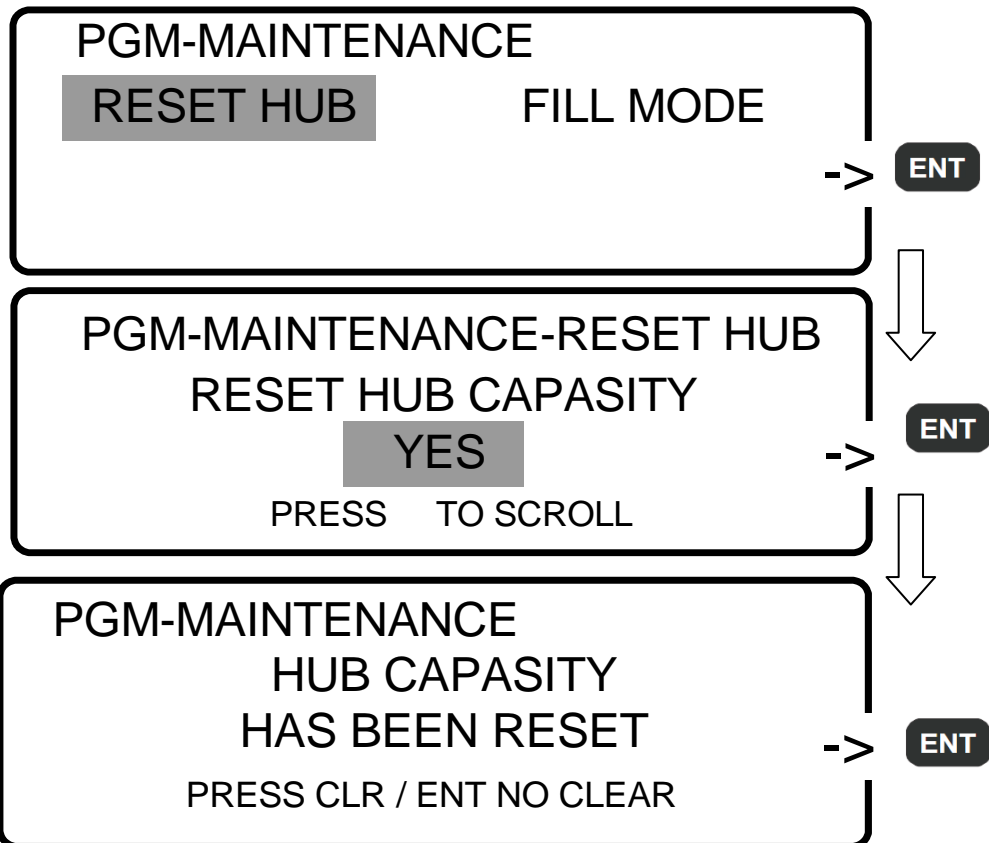 PGM-MAINTENANCE
RESET HUB FILL MODE
-> ENT
PGM-MAINTENANCE-RESET HUB
RESET HUB CAPASITY
YES
-> ENT
PRESS TO SCROLL
PGM-MAINTENANCE
HUB CAPASITY
HAS BEEN RESET
-> ENT
PRESS CLR / ENT NO CLEAR